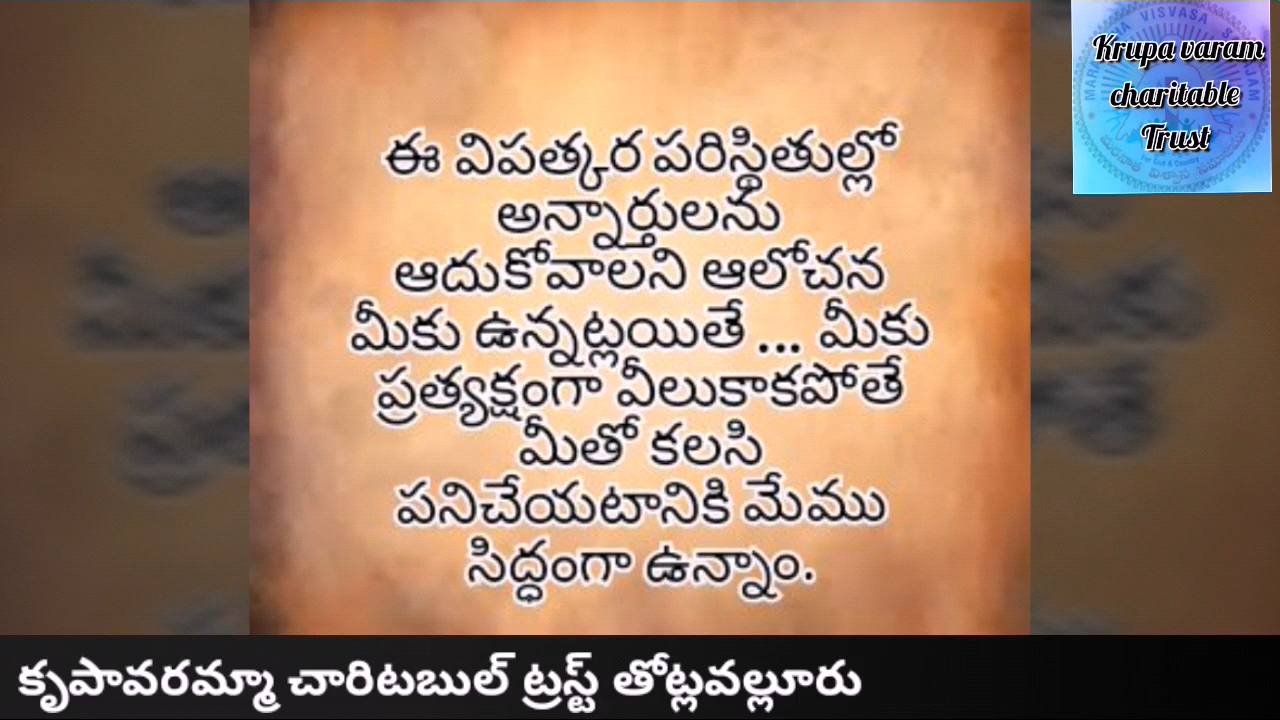 Krupa varam
charitable
Trust
ఈ విపత్కర పరిస్థితుల్లో
అన్నార్తులను
ఆదుకోవాలని ఆలోచన
మీకు ఉన్నట్లయితే ... మీకు
ప్రత్యక్షంగా వీలుకాకపోతే
మీతో కలసి
పనిచేయటానికి మేము
సిద్ధంగా ఉన్నాం.
కృపావరమ్మా చారిటబుల్ ట్రస్ట్ తోట్లవల్లూరు